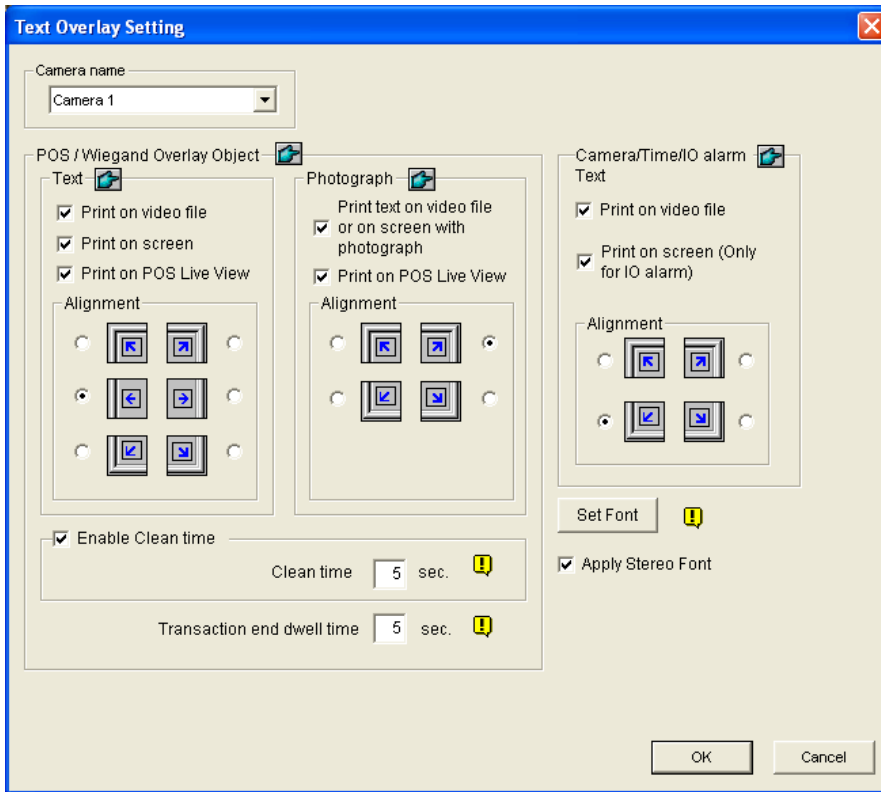 Text Overlay Setting
Camera name
Camera 1
POS / Wiegand Overlay Object
Text
Print on video file
Print on screen
Print on POS Live View
Alignment
Photograph
Print text on video file
or on screen with
photograph
Print on POS Live View
Alignment
Camera/Time/IO alarm
Text
Print on video file
Print on screen (Only
for IO alarm)
Alignment
Enable Clean time
Clean time 5 sec.
Transaction end dwell time 5 sec.
Set Font
Apply Stereo Font
OK
Cancel